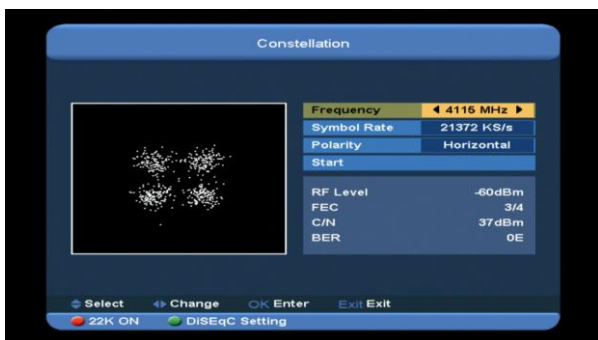 Constellation
Frequency 4115 MHz
Symbol Rate 21372 KS/s
Polarity Horizontal
Start
RF Level -60dBm
FEC 3/4
C/N 37dBm
BER 0E
Select Change OK Enter Exit Exit
22K ON DiSEqC Setting